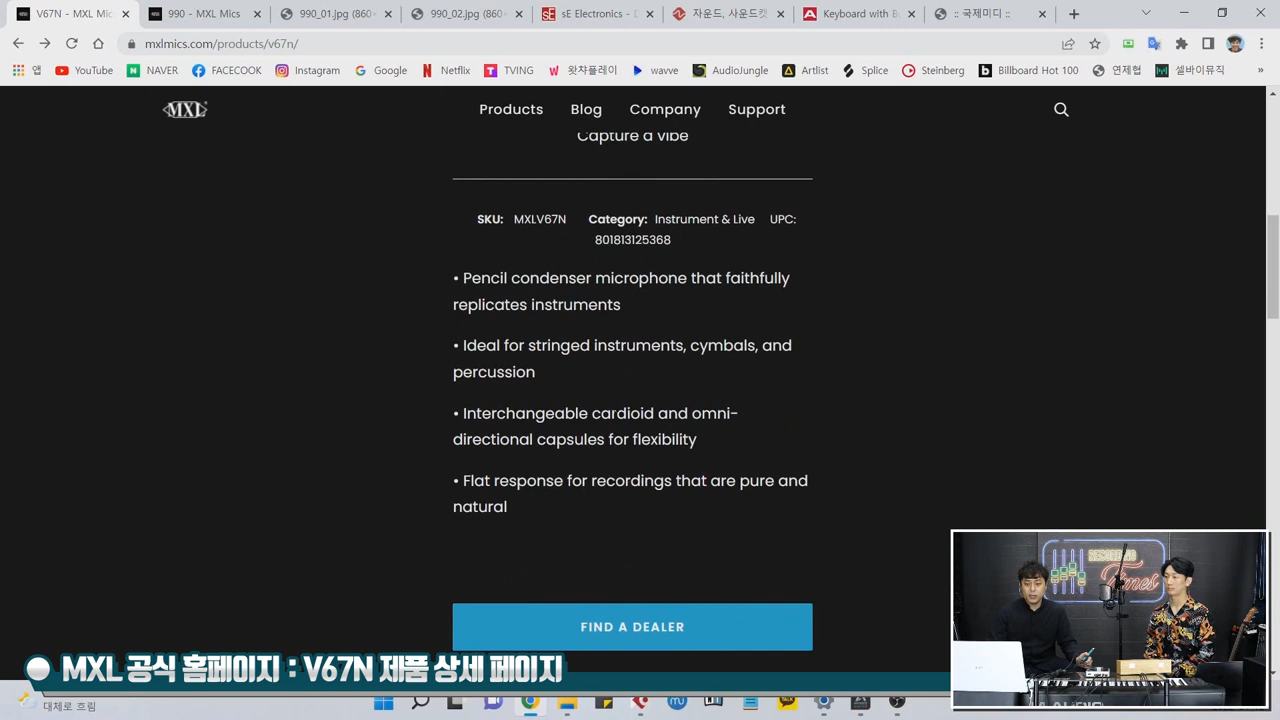 V67N - MXL Mic
990 - MXL Mics
990_01.jpg (860×
990_02.jpg (860×
sE Electronics - D
자운드, 사운드캣
Keyboard with B
:: 국제미디 ::
mxlmics.com/products/v67n/
앱
YouTube
NAVER
FACECOOK
Instagram
Google
Netflix
TVING
왓챠플레이
wavve
AudioJungle
Artlist
Splice
Steinberg
Billboard Hot 100
연제협
셀바이뮤직
»
MXL
Products
Blog
Company
Support
Capture a vibe
SKU: MXLV67N Category: Instrument & Live UPC:
801813125368
• Pencil condenser microphone that faithfully
replicates instruments
• Ideal for stringed instruments, cymbals, and
percussion
• Interchangeable cardioid and omni-
directional capsules for flexibility
• Flat response for recordings that are pure and
natural
FIND A DEALER
RECORDING
Times
MXL 공식 홈페이지 : V67N 제품 상세 페이지
대체로 흐림